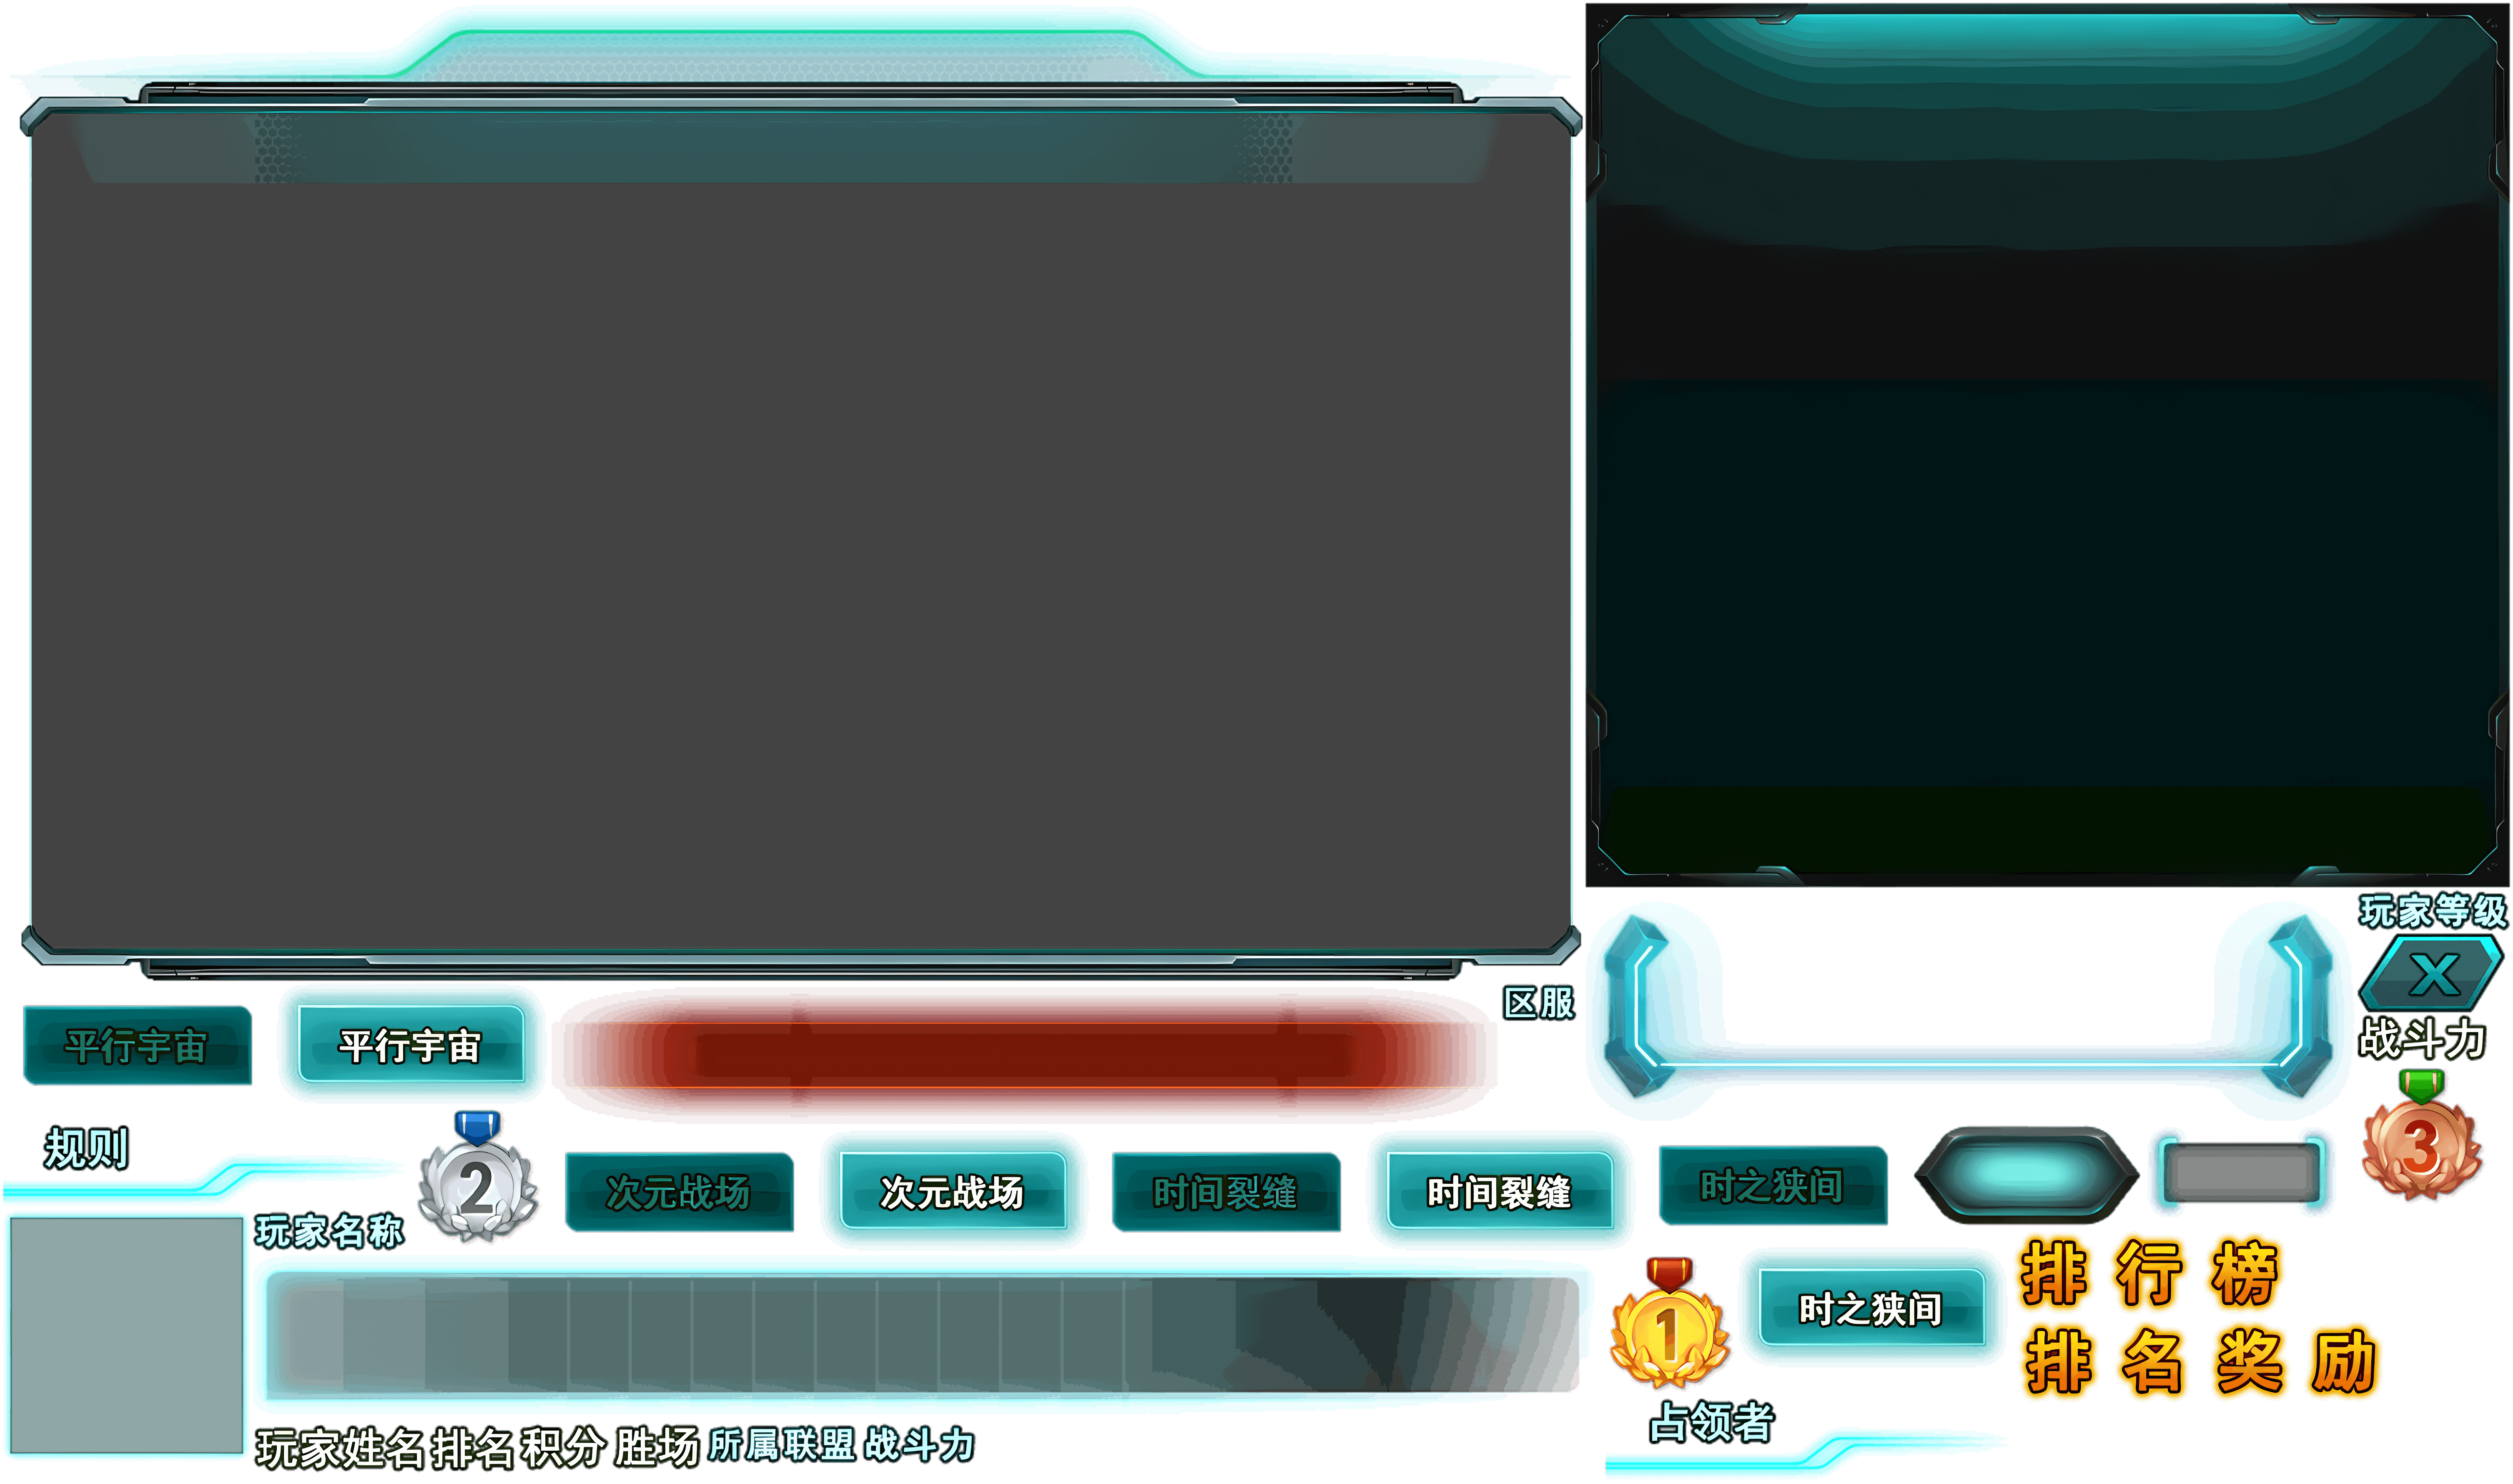 玩家等级
X
区服
战斗力
平行宇宙
平行宇宙
规则
2
3
次元战场
次元战场
时间裂缝
时间裂缝
时之狭间
玩家名称
1
时之狭间
排行榜
排名奖励
占领者
玩家姓名 排名 积分 胜场 所属联盟 战斗力